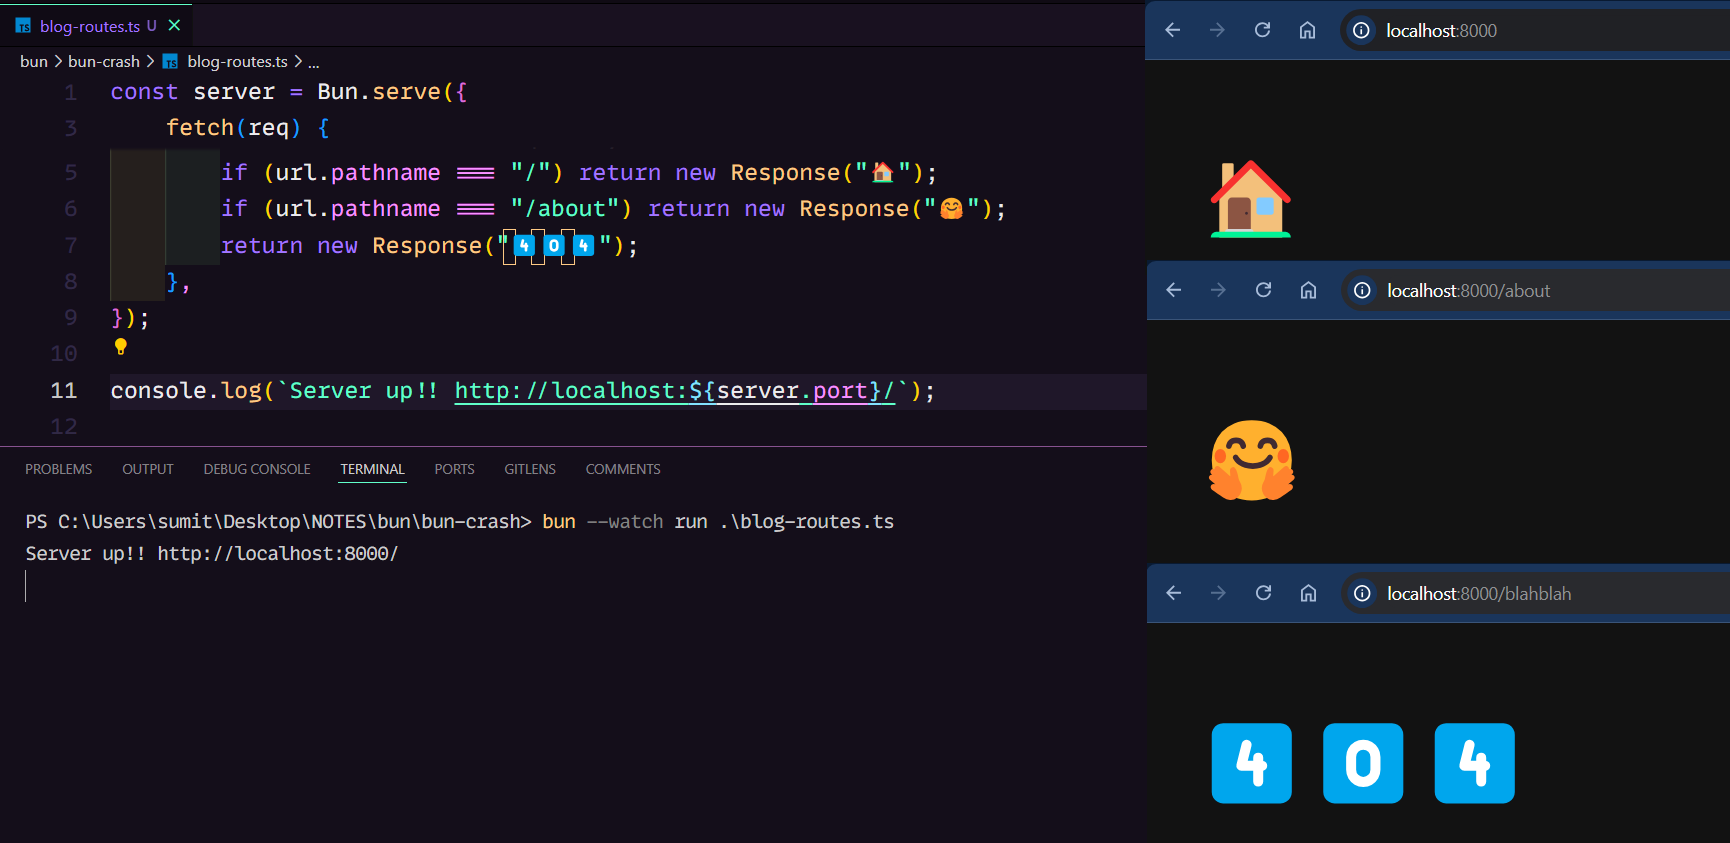 blog-routes.ts U
bun > bun-crash > blog-routes.ts > ...
1 const server = Bun.serve({
3 fetch(req) {
5 if (url.pathname === "/") return new Response("🏠");
6 if (url.pathname === "/about") return new Response("🤗");
7 return new Response("4️⃣0️⃣4️⃣");
8 },
9 });
10
11 console.log(`Server up!! http://localhost:${server.port}/`);
12
PROBLEMS OUTPUT DEBUG CONSOLE TERMINAL PORTS GITLENS COMMENTS
PS C:\Users\sumit\Desktop\NOTES\bun\bun-crash> bun --watch run .\blog-routes.ts
Server up!! http://localhost:8000/
localhost:8000
🏠
localhost:8000/about
🤗
localhost:8000/blahblah
4️⃣0️⃣4️⃣